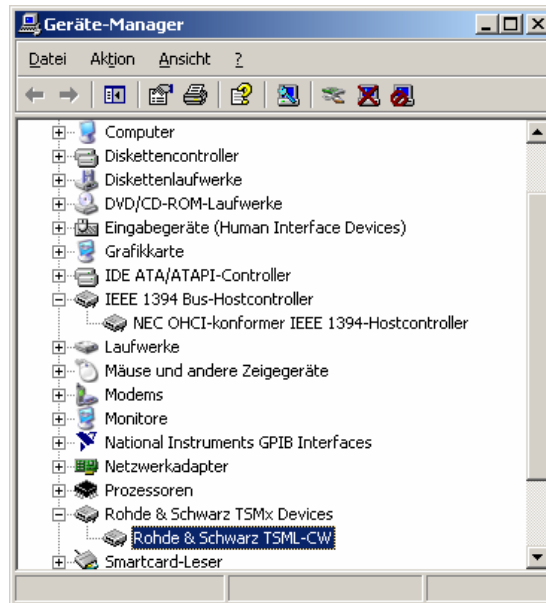 Geräte-Manager
Datei Aktion Ansicht ?
Computer
Diskettencontroller
Diskettenlaufwerke
DVD/CD-ROM-Laufwerke
Eingabegeräte (Human Interface Devices)
Grafikkarte
IDE ATA/ATAPI-Controller
IEEE 1394 Bus-Hostcontroller
NEC OHCI-konformer IEEE 1394-Hostcontroller
Laufwerke
Mäuse und andere Zeigegeräte
Modems
Monitore
National Instruments GPIB Interfaces
Netzwerkadapter
Prozessoren
Rohde & Schwarz TSMx Devices
Rohde & Schwarz TSML-CW
Smartcard-Leser